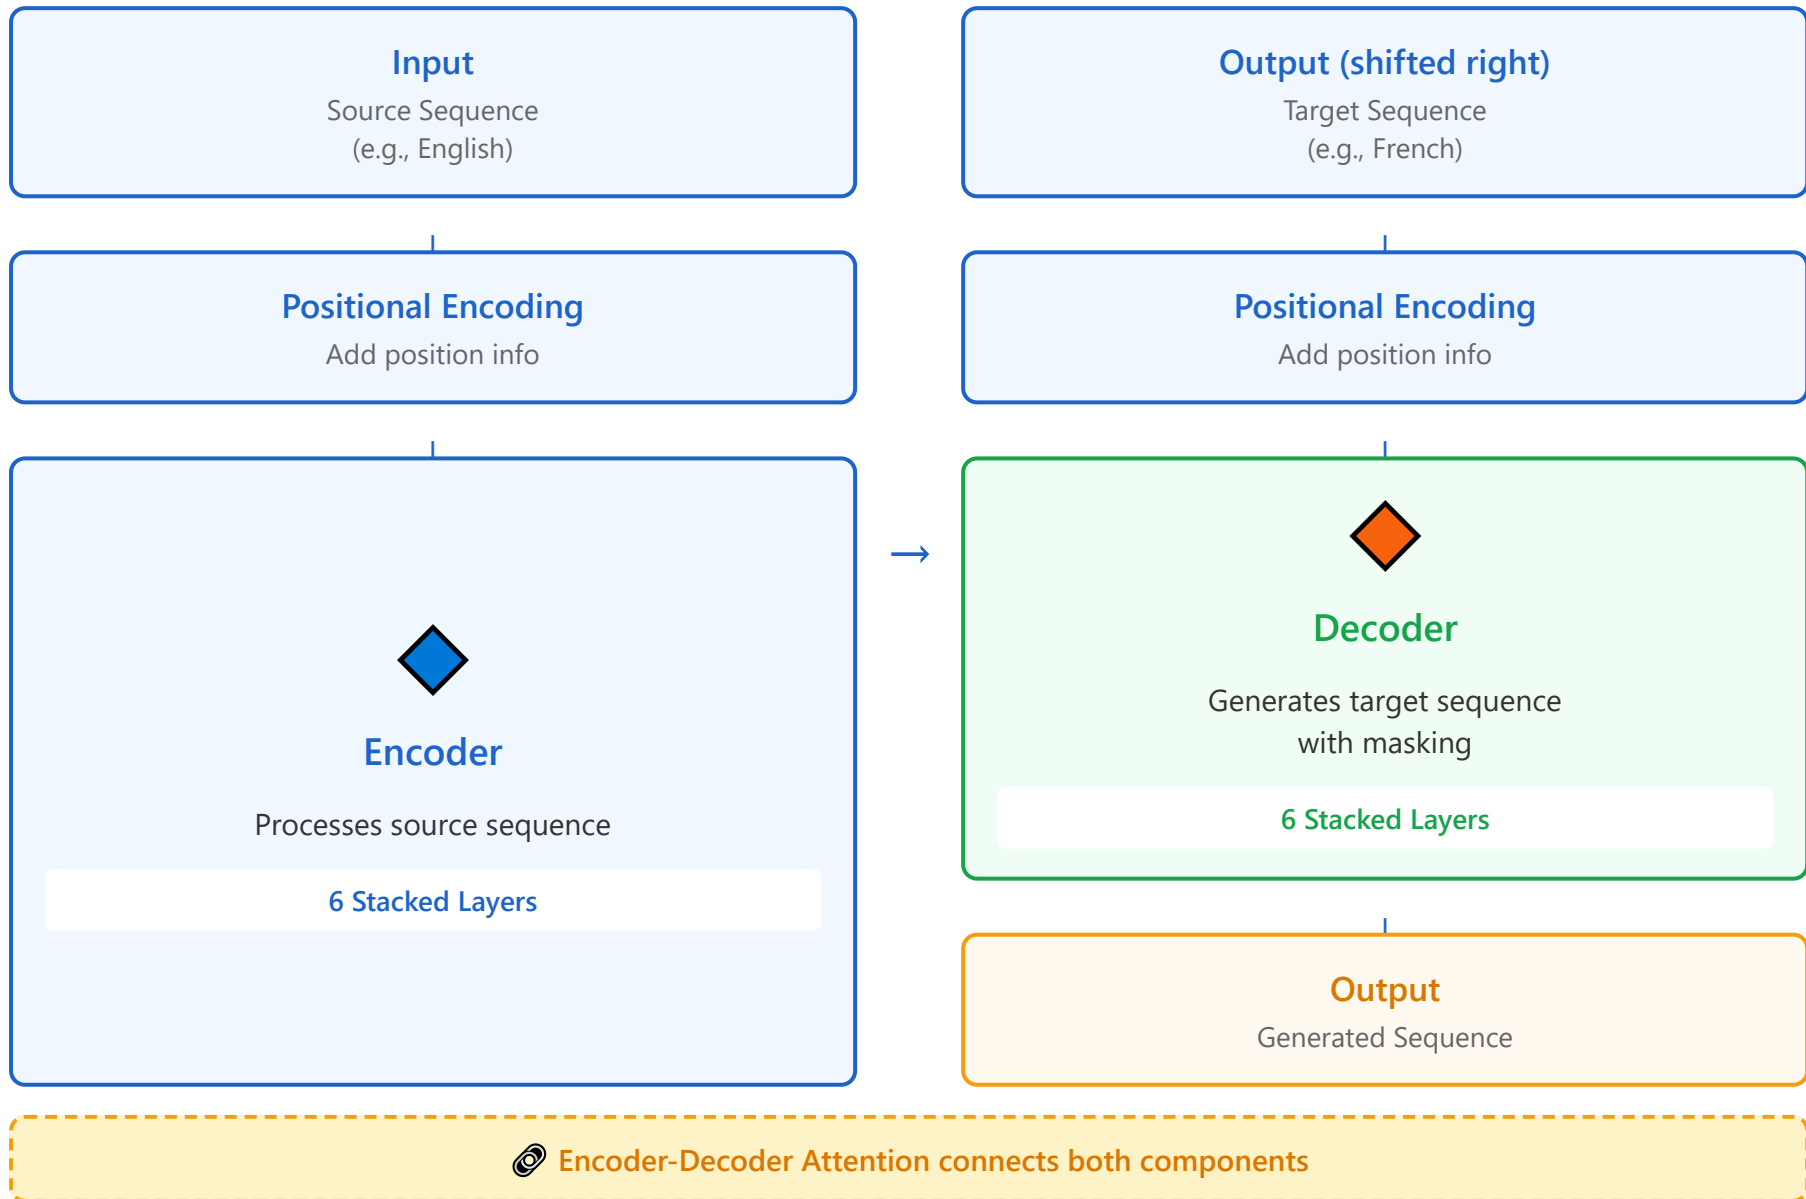 Input
Source Sequence
(e.g., English)
Positional Encoding
Add position info
Encoder
Processes source sequence
6 Stacked Layers
→
Output (shifted right)
Target Sequence
(e.g., French)
Positional Encoding
Add position info
Decoder
Generates target sequence
with masking
6 Stacked Layers
Output
Generated Sequence
Encoder-Decoder Attention connects both components